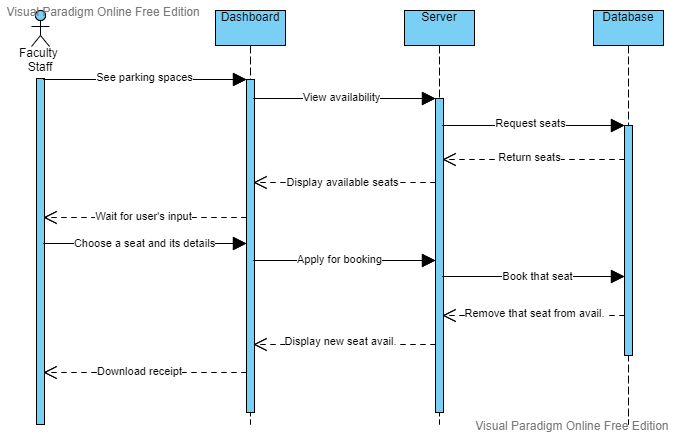 Visual Paradigm Online Free Edition
Dashboard
Server
Database
Faculty
Staff
See parking spaces
View availability
Request seats
Return seats
Display available seats
Wait for user's input
Choose a seat and its details
Apply for booking
Book that seat
Remove that seat from avail.
Display new seat avail.
Download receipt
Visual Paradigm Online Free Edition